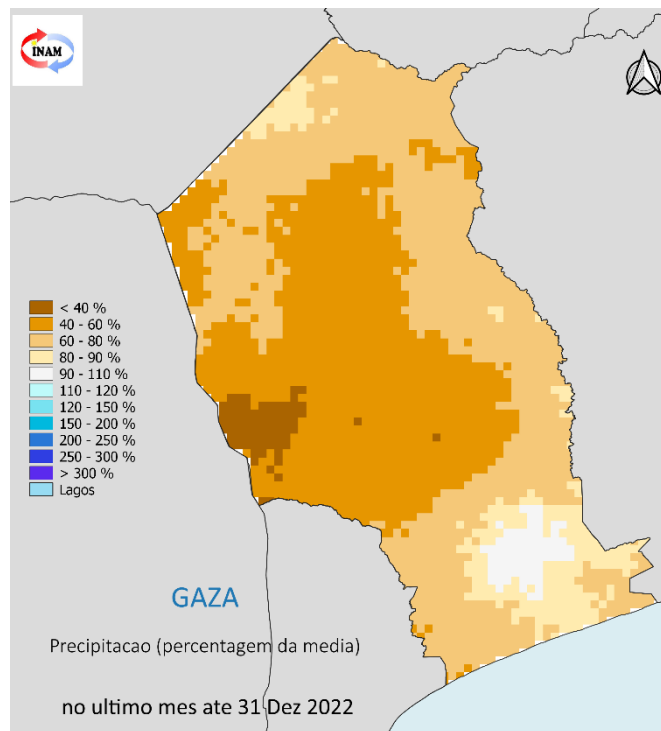 INAM
< 40 %
40 - 60 %
60 - 80 %
80 - 90 %
90 - 110 %
110 - 120 %
120 - 150 %
150 - 200 %
200 - 250 %
250 - 300 %
> 300 %
Lagos
GAZA
Precipitacao (percentagem da media)
no ultimo mes ate 31 Dez 2022